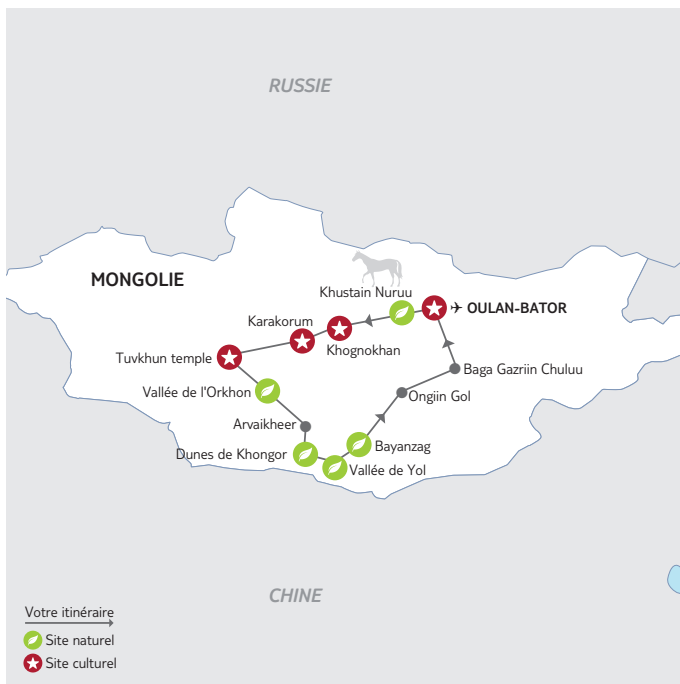 RUSSIE
MONGOLIE
Khustain Nuruu
OULAN-BATOR
Karakorum
Khognokhan
Tuvkhun temple
Baga Gazriin Chuluu
Vallée de l'Orkhon
Ongiin Gol
Arvaikheer
Bayanzag
Dunes de Khongor
Vallée de Yol
CHINE
Votre itinéraire
Site naturel
Site culturel